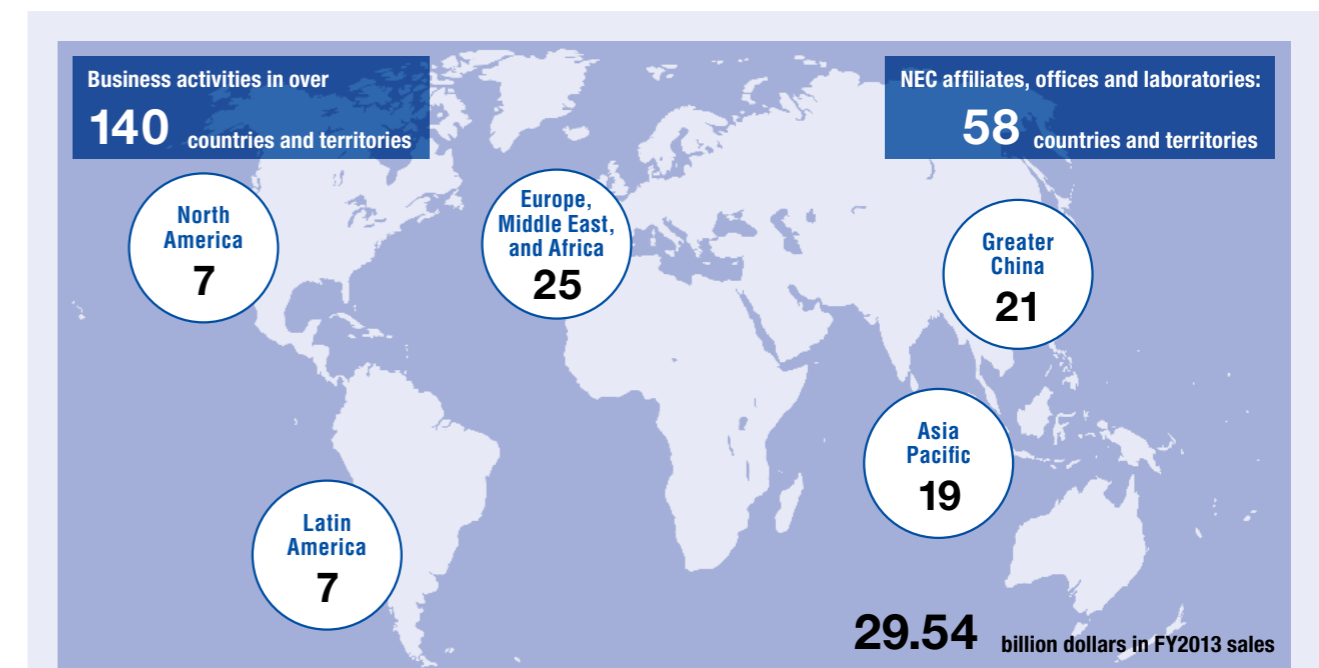 Business activities in over
140 countries and territories
NEC affiliates, offices and laboratories:
58 countries and territories
North
America
7
Europe,
Middle East,
and Africa
25
Greater
China
21
Asia
Pacific
19
Latin
America
7
29.54 billion dollars in FY2013 sales